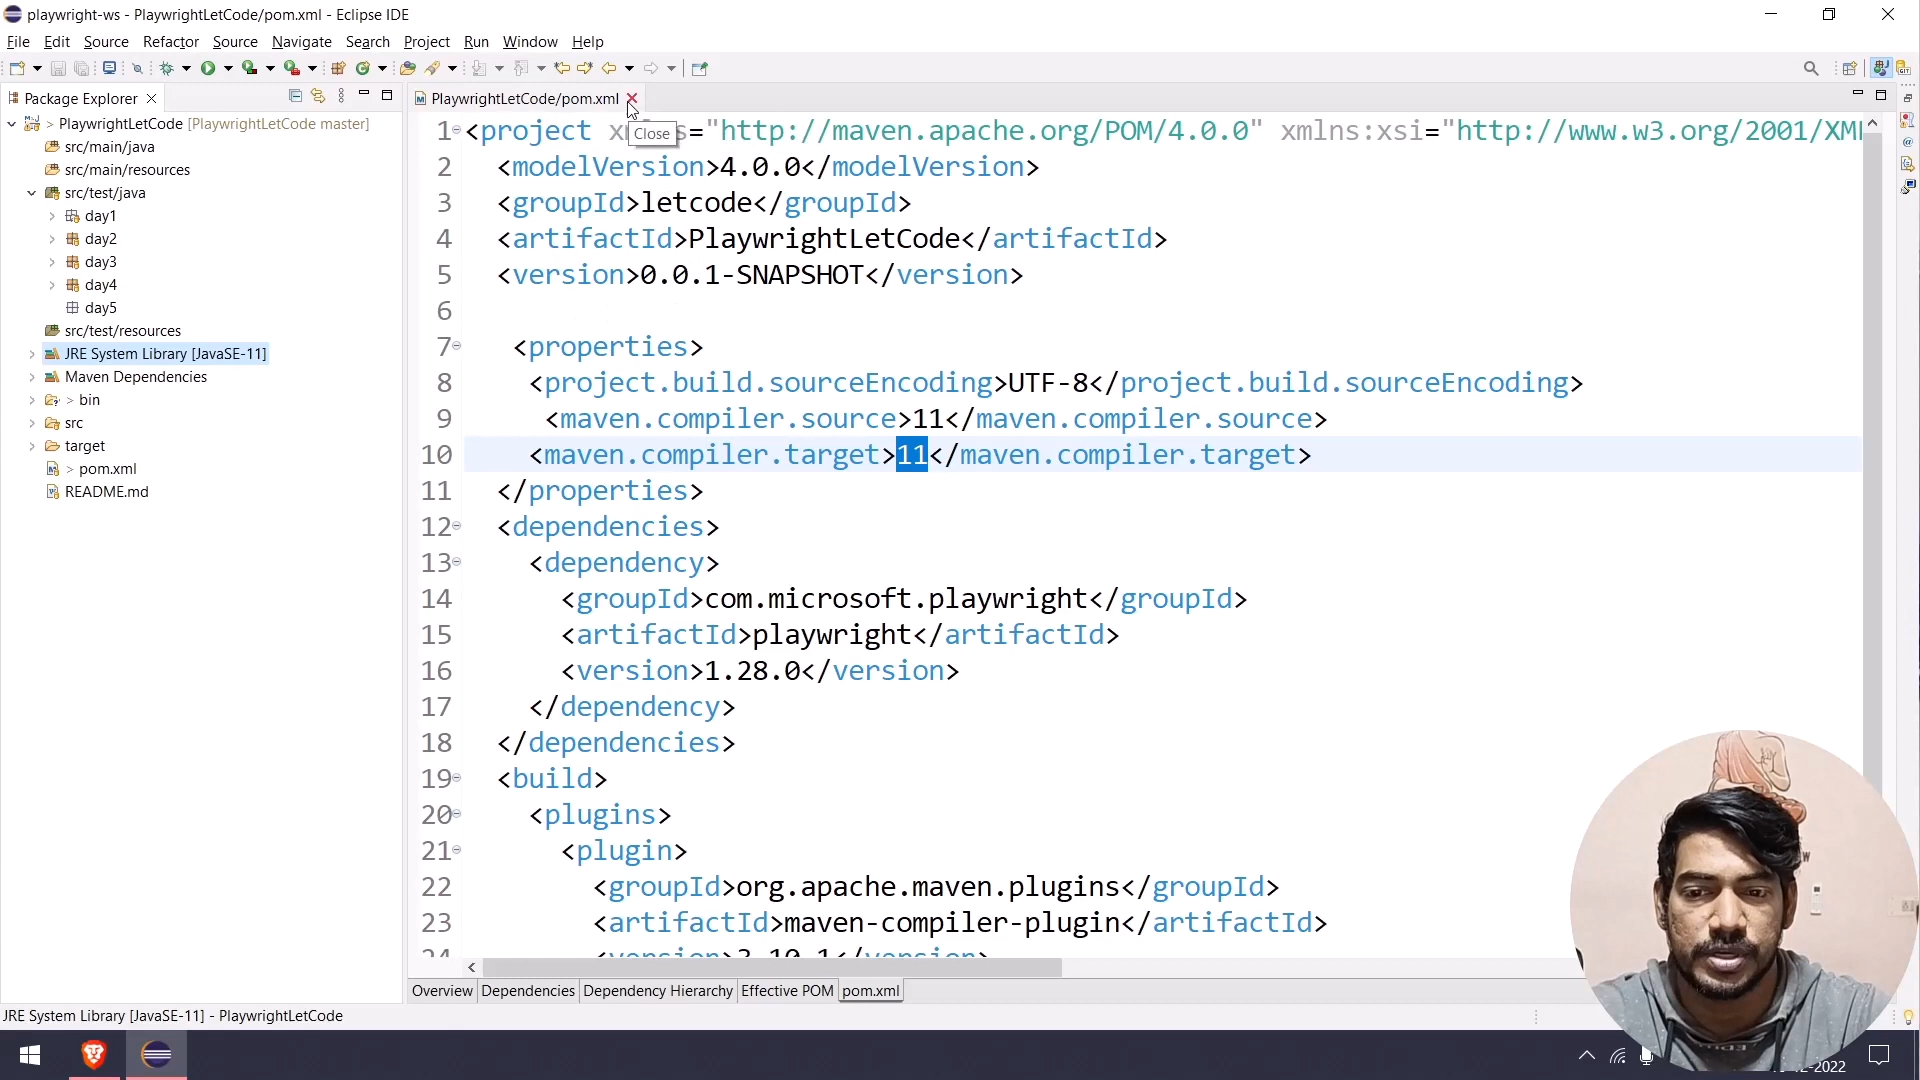 playwright-ws - PlaywrightLetCode/pom.xml - Eclipse IDE
File Edit Source Refactor Source Navigate Search Project Run Window Help
Package Explorer
PlaywrightLetCode/pom.xml
Close
> PlaywrightLetCode [PlaywrightLetCode master]
src/main/java
src/main/resources
src/test/java
day1
day2
day3
day4
day5
src/test/resources
JRE System Library [JavaSE-11]
Maven Dependencies
> bin
src
target
> pom.xml
README.md
1 <project ="http://maven.apache.org/POM/4.0.0" xmlns:xsi="http://www.w3.org/2001/XML
2 <modelVersion>4.0.0</modelVersion>
3 <groupId>letcode</groupId>
4 <artifactId>PlaywrightLetCode</artifactId>
5 <version>0.0.1-SNAPSHOT</version>
6
7 <properties>
8 <project.build.sourceEncoding>UTF-8</project.build.sourceEncoding>
9 <maven.compiler.source>11</maven.compiler.source>
10 <maven.compiler.target>11</maven.compiler.target>
11 </properties>
12 <dependencies>
13 <dependency>
14 <groupId>com.microsoft.playwright</groupId>
15 <artifactId>playwright</artifactId>
16 <version>1.28.0</version>
17 </dependency>
18 </dependencies>
19 <build>
20 <plugins>
21 <plugin>
22 <groupId>org.apache.maven.plugins</groupId>
23 <artifactId>maven-compiler-plugin</artifactId>
24 <version>3.10.1</version>
Overview Dependencies Dependency Hierarchy Effective POM pom.xml
JRE System Library [JavaSE-11] - PlaywrightLetCode